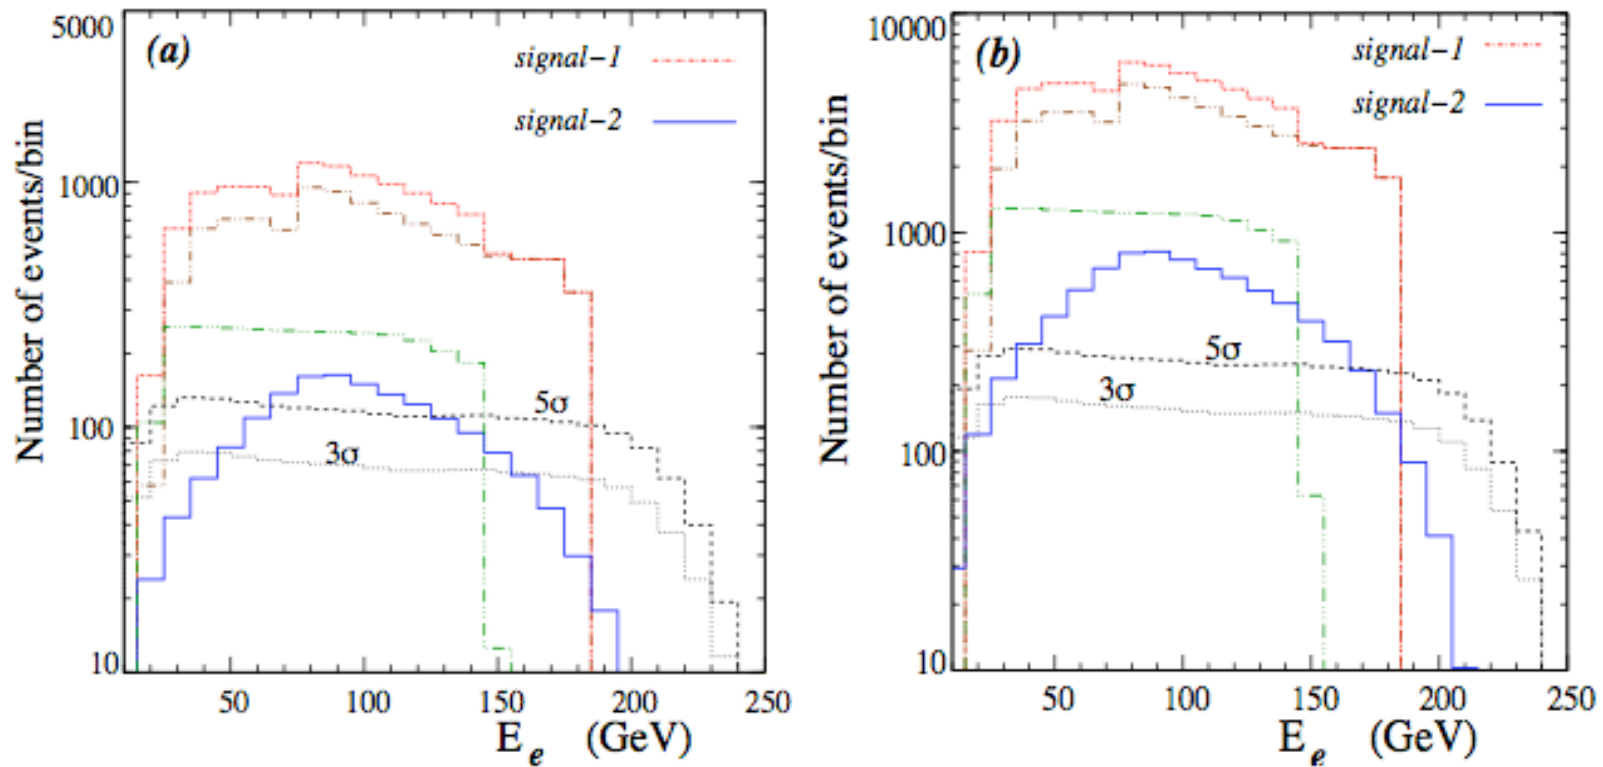 (a)
signal-1
signal-2
5000
1000
100
10
Number of events/bin
5σ
3σ
50 100 150 200 250
E_e (GeV)
(b)
signal-1
signal-2
10000
1000
100
10
Number of events/bin
5σ
3σ
50 100 150 200 250
E_e (GeV)